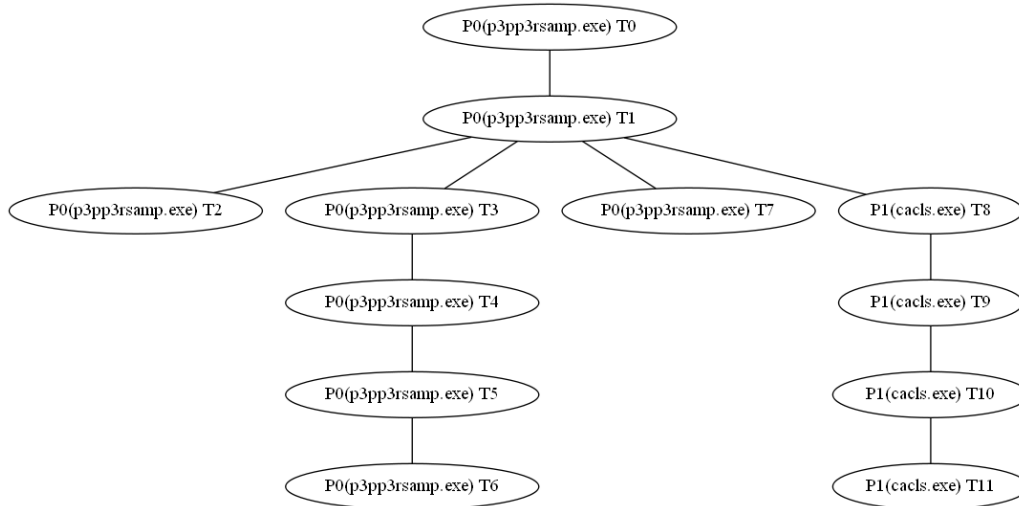 P0(p3pp3rsamp.exe) T0
P0(p3pp3rsamp.exe) T1
P0(p3pp3rsamp.exe) T2
P0(p3pp3rsamp.exe) T3
P0(p3pp3rsamp.exe) T7
P1(cacls.exe) T8
P0(p3pp3rsamp.exe) T4
P1(cacls.exe) T9
P0(p3pp3rsamp.exe) T5
P1(cacls.exe) T10
P0(p3pp3rsamp.exe) T6
P1(cacls.exe) T11